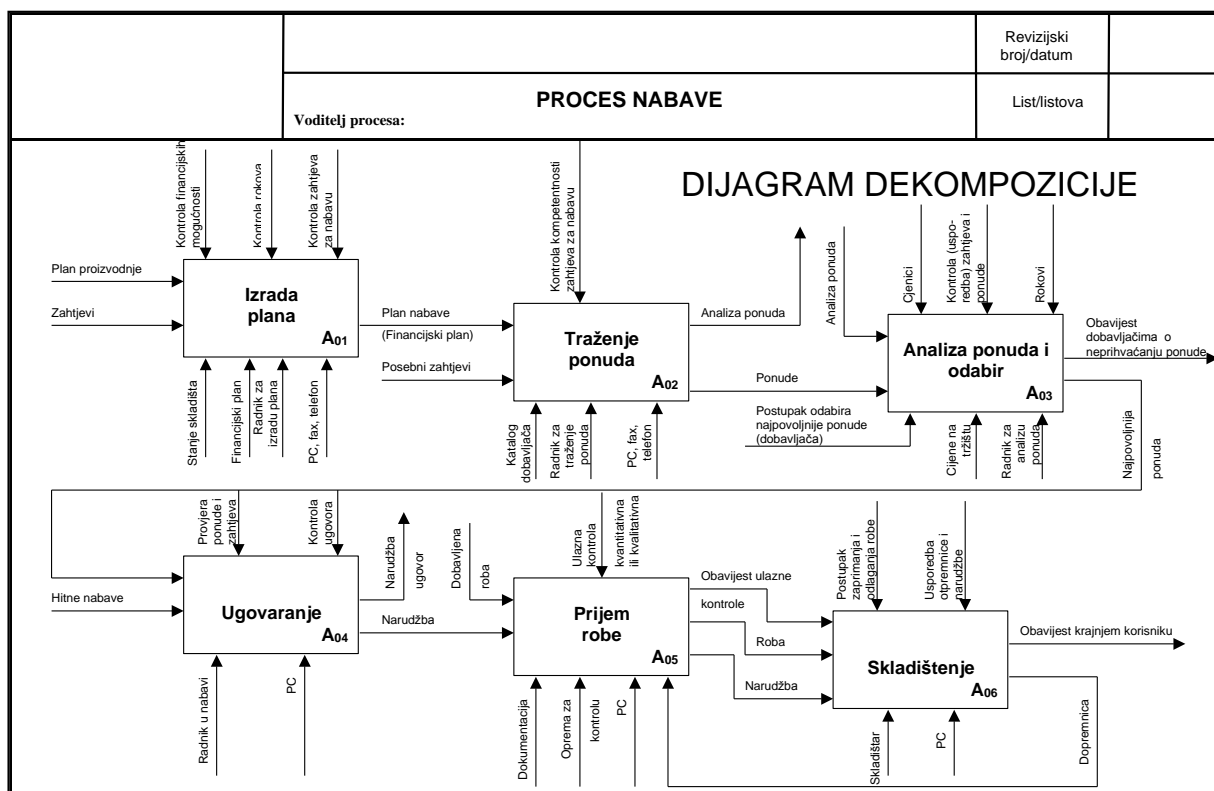 Revizijski
broj/datum
PROCES NABAVE
Voditelj procesa:
List/listova
DIJAGRAM DEKOMPOZICIJE
Kontrola financijskih
mogućnosti
Kontrola rokova
Kontrola zahtjeva
za nabavu
Plan proizvodnje
Zahtjevi
Izrada
plana
A01
Stanje skladišta
Financijski plan
Radnik za
izradu plana
PC, fax, telefon
Plan nabave
(Financijski plan)
Posebni zahtjevi
Kontrola kompetentnosti
zahtjeva za nabavu
Traženje
ponuda
A02
Katalog
dobavljača
Radnik za
traženje
ponuda
PC, fax,
telefon
Analiza ponuda
Ponude
Postupak odabira
najpovoljnije ponude
(dobavljača)
Analiza ponuda
Cjenici
Kontrola (uspo-
redba) zahtjeva i
ponude
Rokovi
Analiza ponuda i
odabir
A03
Cijene na
tržištu
Radnik za
analizu
ponuda
Obavijest
dobavljačima o
neprihvaćanju ponude
Najpovoljnija
ponuda
Provjera
ponude i
zahtjeva
Kontrola
ugovora
Hitne nabave
Ugovaranje
A04
Radnik u nabavi
PC
Narudžba
ugovor
Narudžba
Dobavljena
roba
Ulazna
kontrola
kvantitativna
ili kvalitativna
Prijem
robe
A05
Dokumentacija
Oprema za
kontrolu
PC
Obavijest ulazne
kontrole
Roba
Narudžba
Postupak
zaprimanja i
odlaganja robe
Usporedba
otpremnice i
narudžbe
Skladištenje
A06
Skladištar
PC
Obavijest krajnjem korisniku
Dopremnica